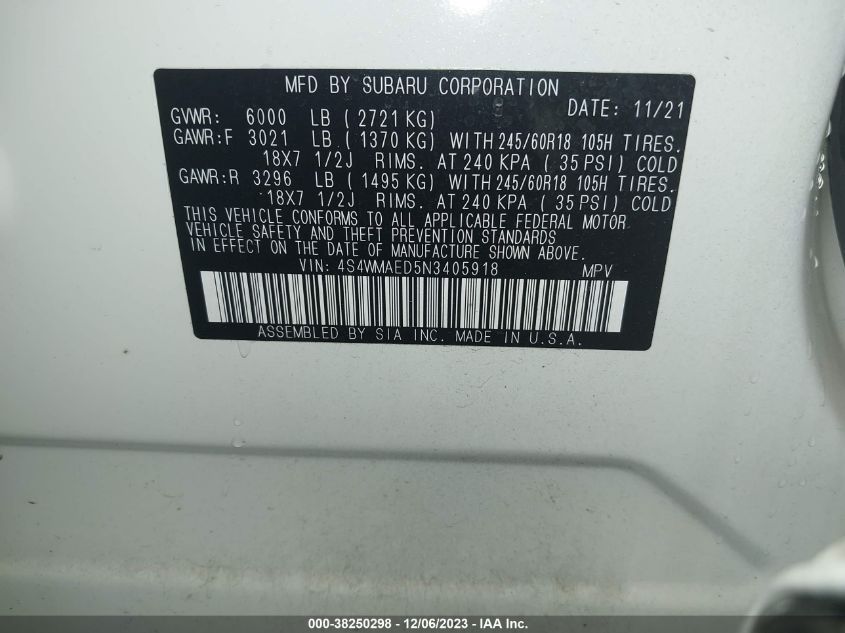 MFD BY SUBARU CORPORATION
DATE: 11/21
GVWR: 6000 LB ( 2721 KG)
GAWR:F 3021 LB ( 1370 KG) WITH 245/60R18 105H TIRES.
18X7 1/2J RIMS. AT 240 KPA ( 35 PSI) COLD
GAWR:R 3296 LB ( 1495 KG) WITH 245/60R18 105H TIRES.
18X7 1/2J RIMS. AT 240 KPA ( 35 PSI) COLD
THIS VEHICLE CONFORMS TO ALL APPLICABLE FEDERAL MOTOR
VEHICLE SAFETY AND THEFT PREVENTION STANDARDS
IN EFFECT ON THE DATE OF MANUFACTURE SHOWN ABOVE.
VIN: 4S4WMAED5N3405918 MPV
ASSEMBLED BY SIA INC. MADE IN U.S.A.
000-38250298 - 12/06/2023 - IAA Inc.